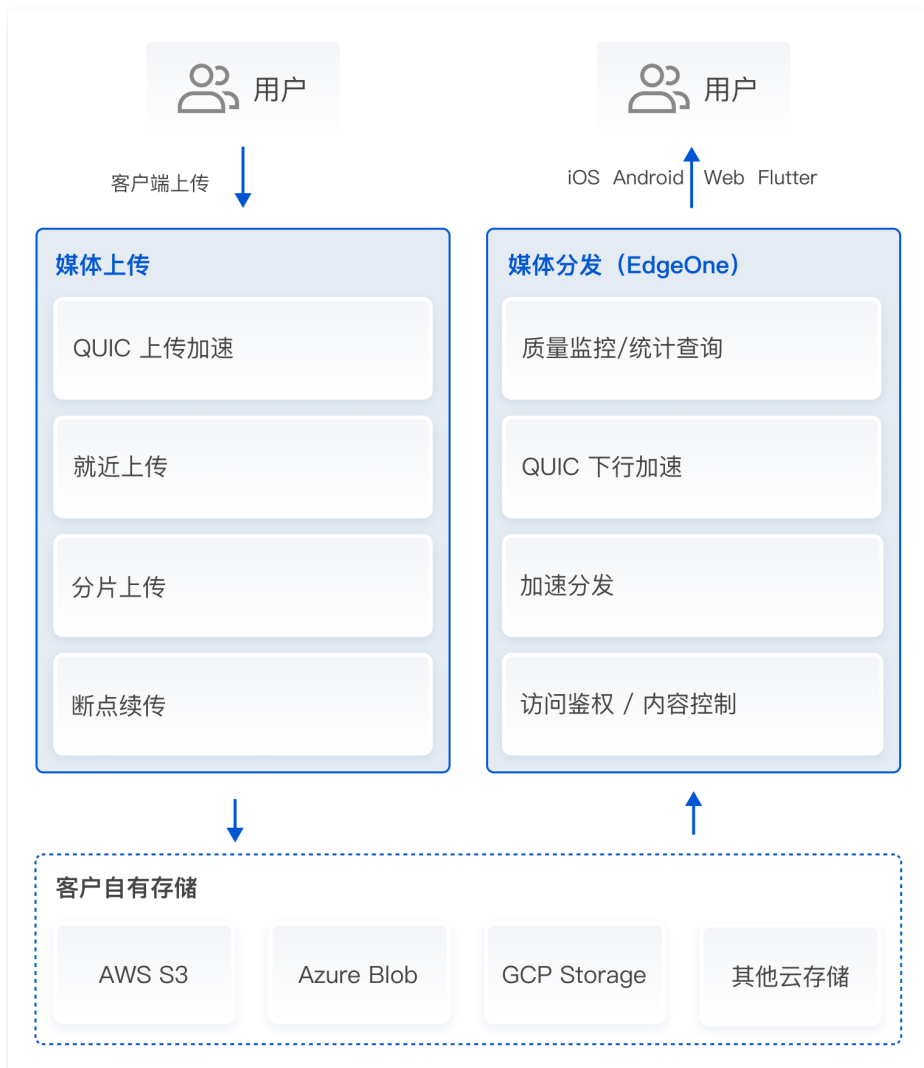 用户
客户端上传
媒体上传
QUIC 上传加速
就近上传
分片上传
断点续传
用户
iOS Android Web Flutter
媒体分发（EdgeOne）
质量监控/统计查询
QUIC 下行加速
加速分发
访问鉴权 / 内容控制
客户自有存储
AWS S3
Azure Blob
GCP Storage
其他云存储